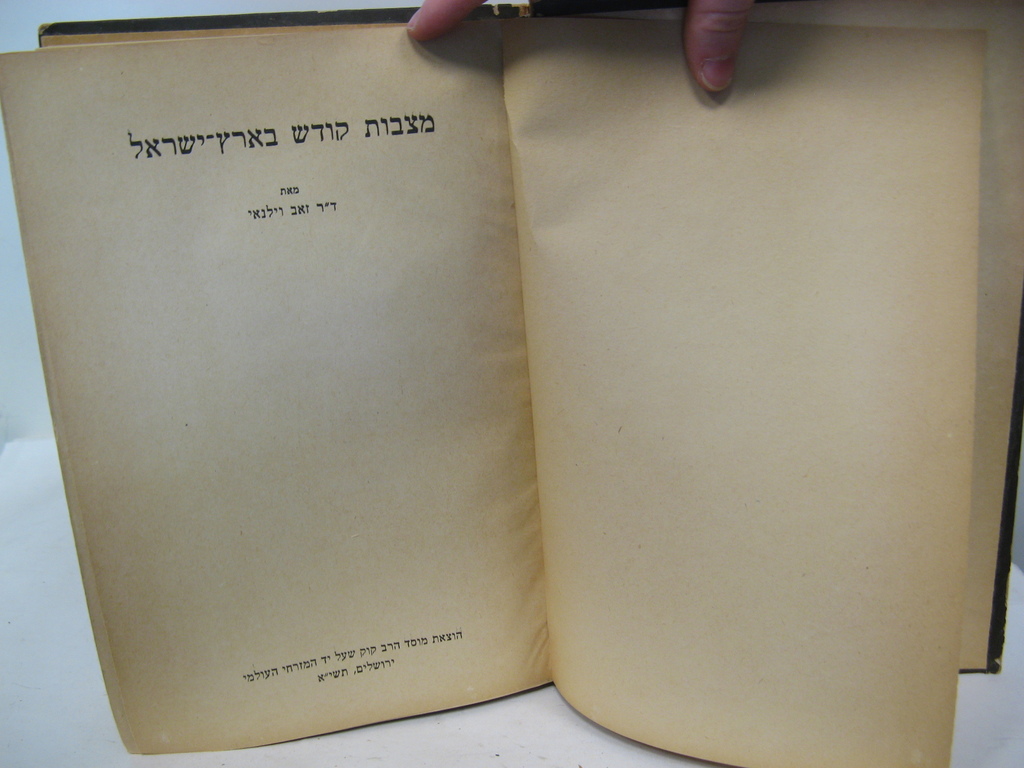 מצבות קודש בארץ־ישראל
מאת
ד״ר זאב וילנאי
הוצאת מוסד הרב קוק שעל יד המזרחי העולמי
ירושלים, תשי״א